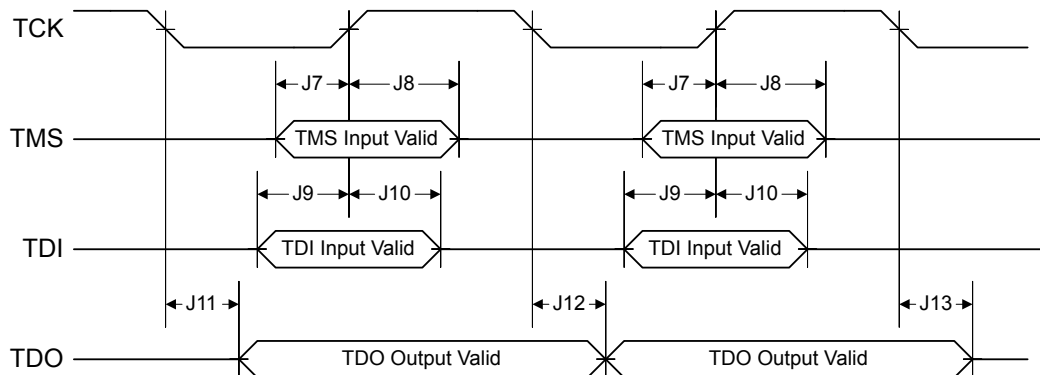 TCK
J7 J8 J7 J8
TMS TMS Input Valid TMS Input Valid
J9 J10 J9 J10
TDI TDI Input Valid TDI Input Valid
J11 J12 J13
TDO TDO Output Valid TDO Output Valid